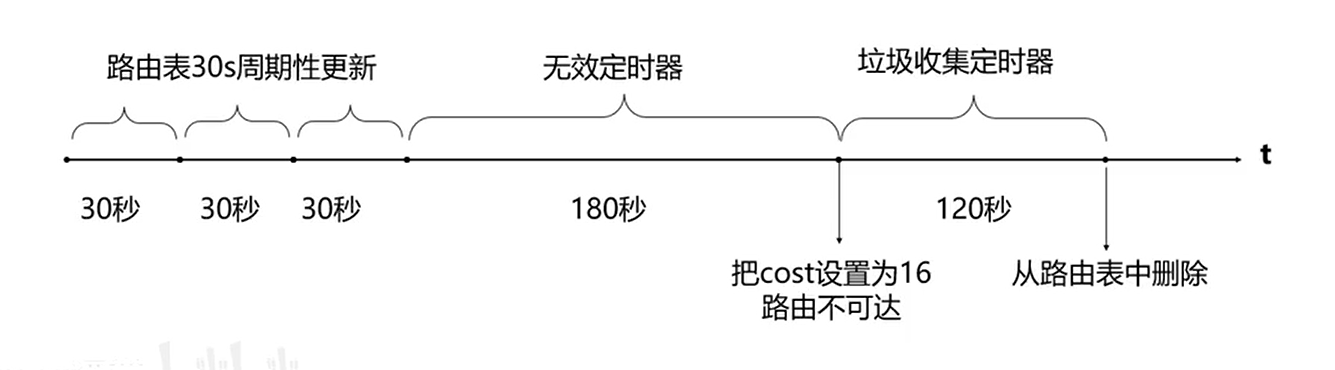 路由表30s周期性更新
无效定时器
垃圾收集定时器
t
30秒
30秒
30秒
180秒
120秒
把cost设置为16
路由不可达
从路由表中删除